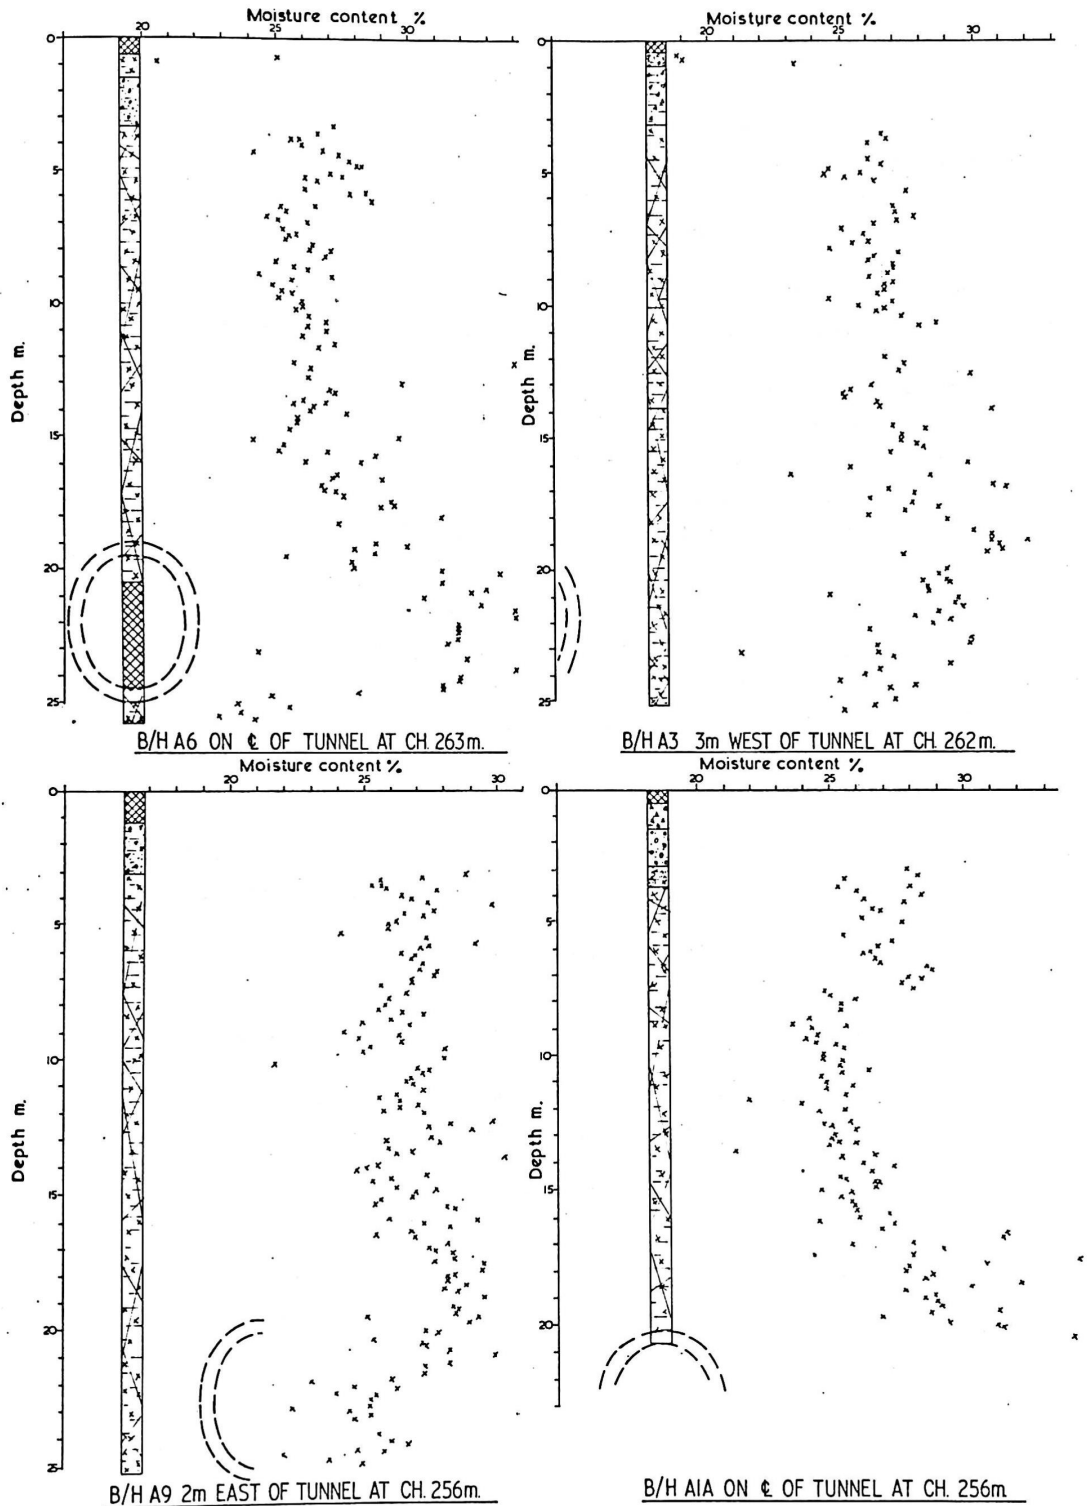 Moisture content %
20 25 30
0
5
10
15
20
25
Depth m.
B/H A6 ON ℄ OF TUNNEL AT CH. 263m.
Moisture content %
20 25 30
0
5
10
15
20
25
Depth m.
B/H A3 3m WEST OF TUNNEL AT CH. 262m.
Moisture content %
20 25 30
0
5
10
15
20
25
Depth m.
B/H A9 2m EAST OF TUNNEL AT CH. 256m.
Moisture content %
20 25 30
0
5
10
15
20
Depth m.
B/H A1A ON ℄ OF TUNNEL AT CH. 256m.